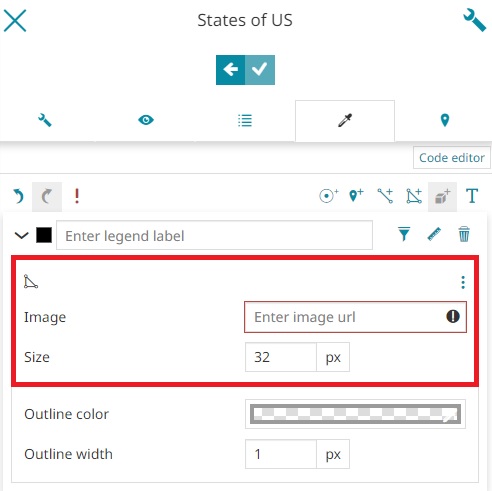 States of US
Code editor
T
Enter legend label
Image
Enter image url
Size
32
px
Outline color
Outline width
1
px